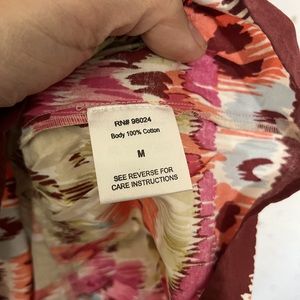 RN# 98024
Body 100% Cotton
M
SEE REVERSE FOR
CARE INSTRUCTIONS